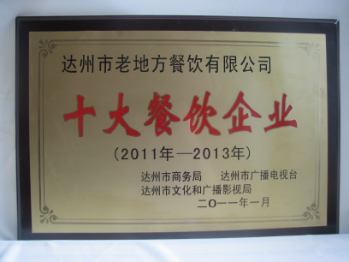 达州市老地方餐饮有限公司
十大餐饮企业
(2011年—2013年)
达州市商务局 达州市广播电视台
达州市文化和广播影视局
二〇一一年一月